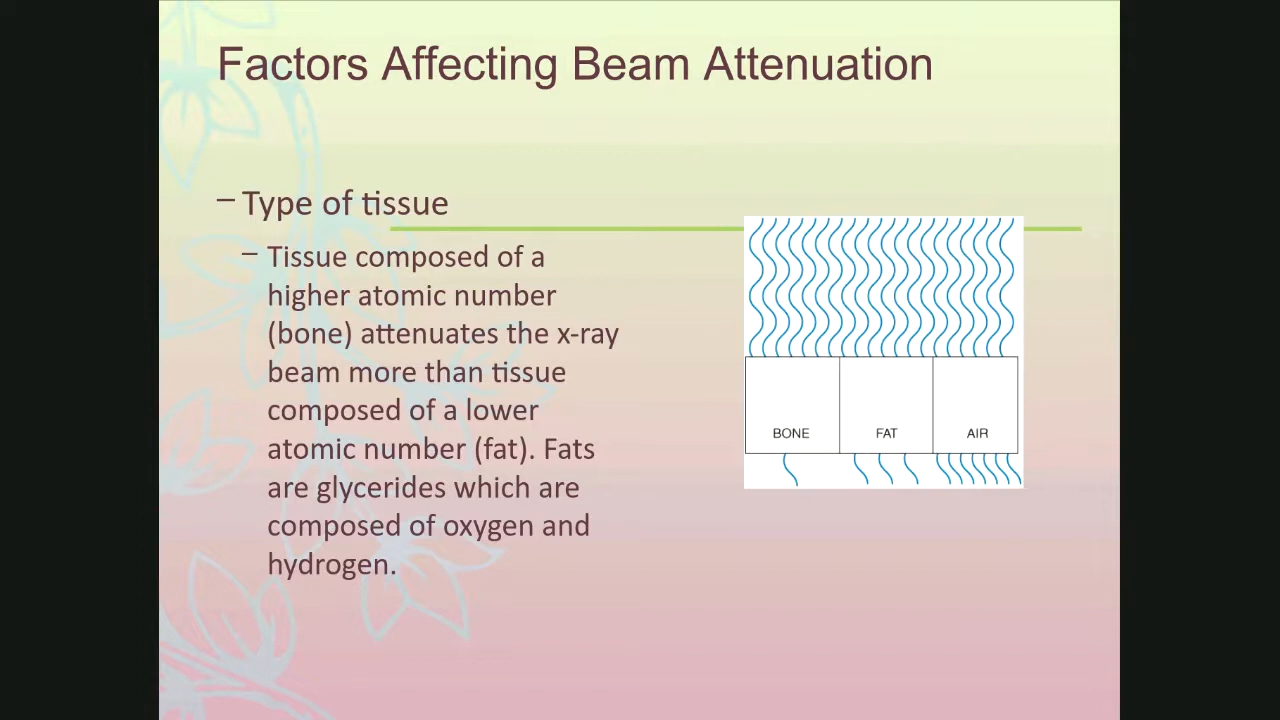 Factors Affecting Beam Attenuation
– Type of tissue
– Tissue composed of a
higher atomic number
(bone) attenuates the x-ray
beam more than tissue
composed of a lower
atomic number (fat). Fats
are glycerides which are
composed of oxygen and
hydrogen.
BONE FAT AIR